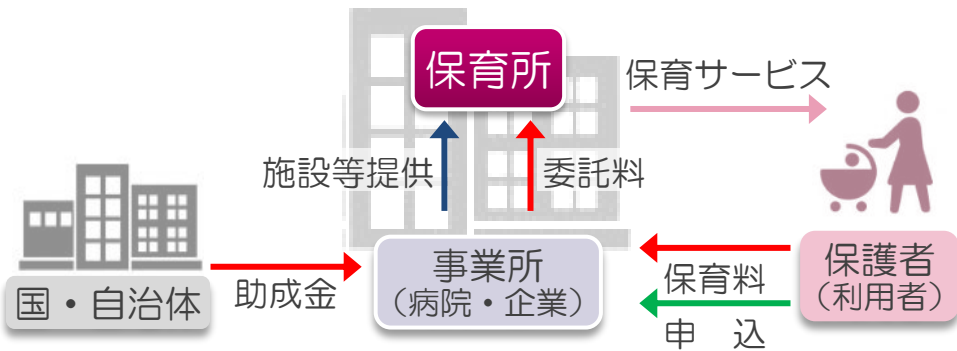 保育所
保育サービス
施設等提供
委託料
国・自治体
助成金
事業所
（病院・企業）
保育料
申　込
保護者
（利用者）